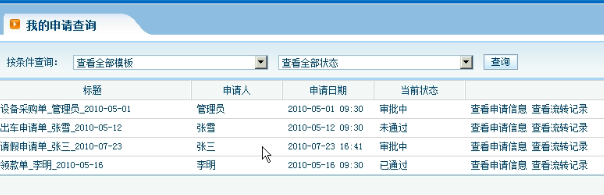 我的申请查询
按条件查询： 查看全部模板 查看全部状态 查询
标题 申请人 申请日期 当前状态
设备采购单_管理员_2010-05-01 管理员 2010-05-01 09:30 审批中 查看申请信息 查看流转记录
出车申请单_张雪_2010-05-12 张雪 2010-05-12 09:30 未通过 查看申请信息 查看流转记录
请假申请单_张三_2010-07-23 张三 2010-07-23 16:41 审批中 查看申请信息 查看流转记录
领款单_李明_2010-05-16 李明 2010-05-16 09:30 已通过 查看申请信息 查看流转记录